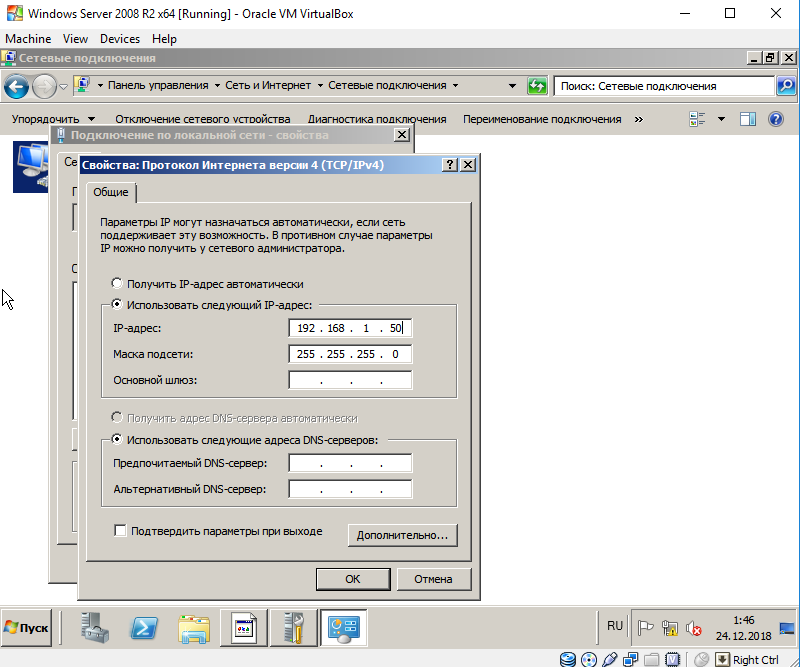 Windows Server 2008 R2 x64 [Running] - Oracle VM VirtualBox
Machine View Devices Help
Сетевые подключения
Панель управления Сеть и Интернет Сетевые подключения Поиск: Сетевые подключения
Упорядочить Отключение сетевого устройства Диагностика подключения Переименование подключения »
Подключение по локальной сети - свойства
Се
Свойства: Протокол Интернета версии 4 (TCP/IPv4)
Общие
Параметры IP могут назначаться автоматически, если сеть
поддерживает эту возможность. В противном случае параметры
IP можно получить у сетевого администратора.
Получить IP-адрес автоматически
Использовать следующий IP-адрес:
IP-адрес: 192 . 168 . 1 . 50
Маска подсети: 255 . 255 . 255 . 0
Основной шлюз: . . .
Получить адрес DNS-сервера автоматически
Использовать следующие адреса DNS-серверов:
Предпочитаемый DNS-сервер: . . .
Альтернативный DNS-сервер: . . .
Подтвердить параметры при выходе
Дополнительно...
OK Отмена
Пуск RU 1:46
24.12.2018
Right Ctrl